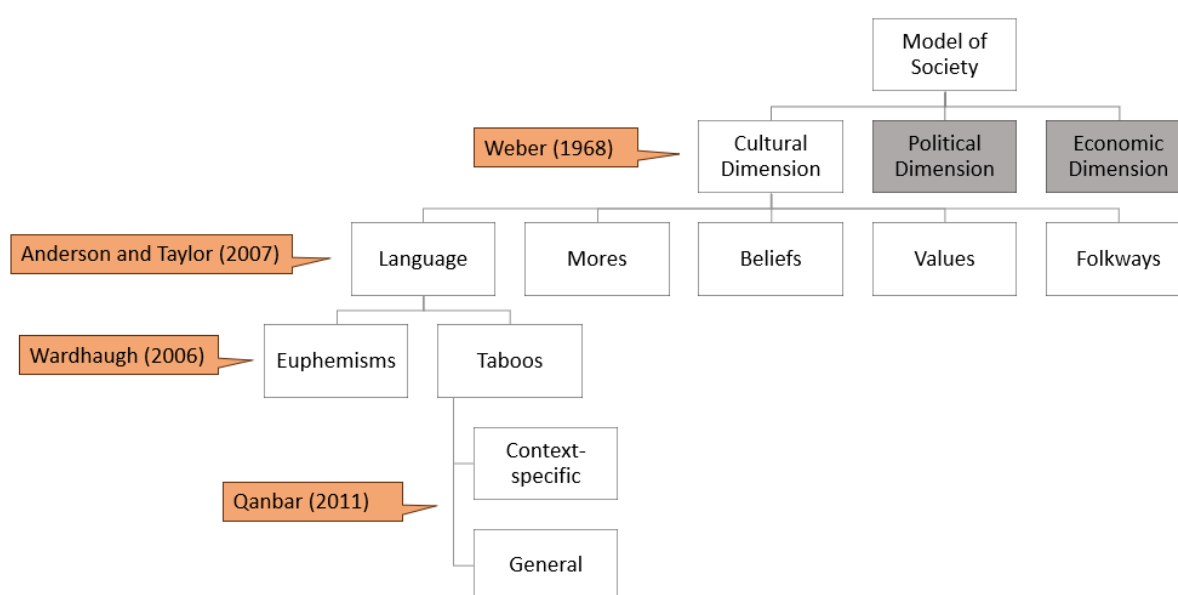 Model of
Society
Weber (1968)
Cultural
Dimension
Political
Dimension
Economic
Dimension
Anderson and Taylor (2007)
Language
Mores
Beliefs
Values
Folkways
Wardhaugh (2006)
Euphemisms
Taboos
Context-
specific
Qanbar (2011)
General